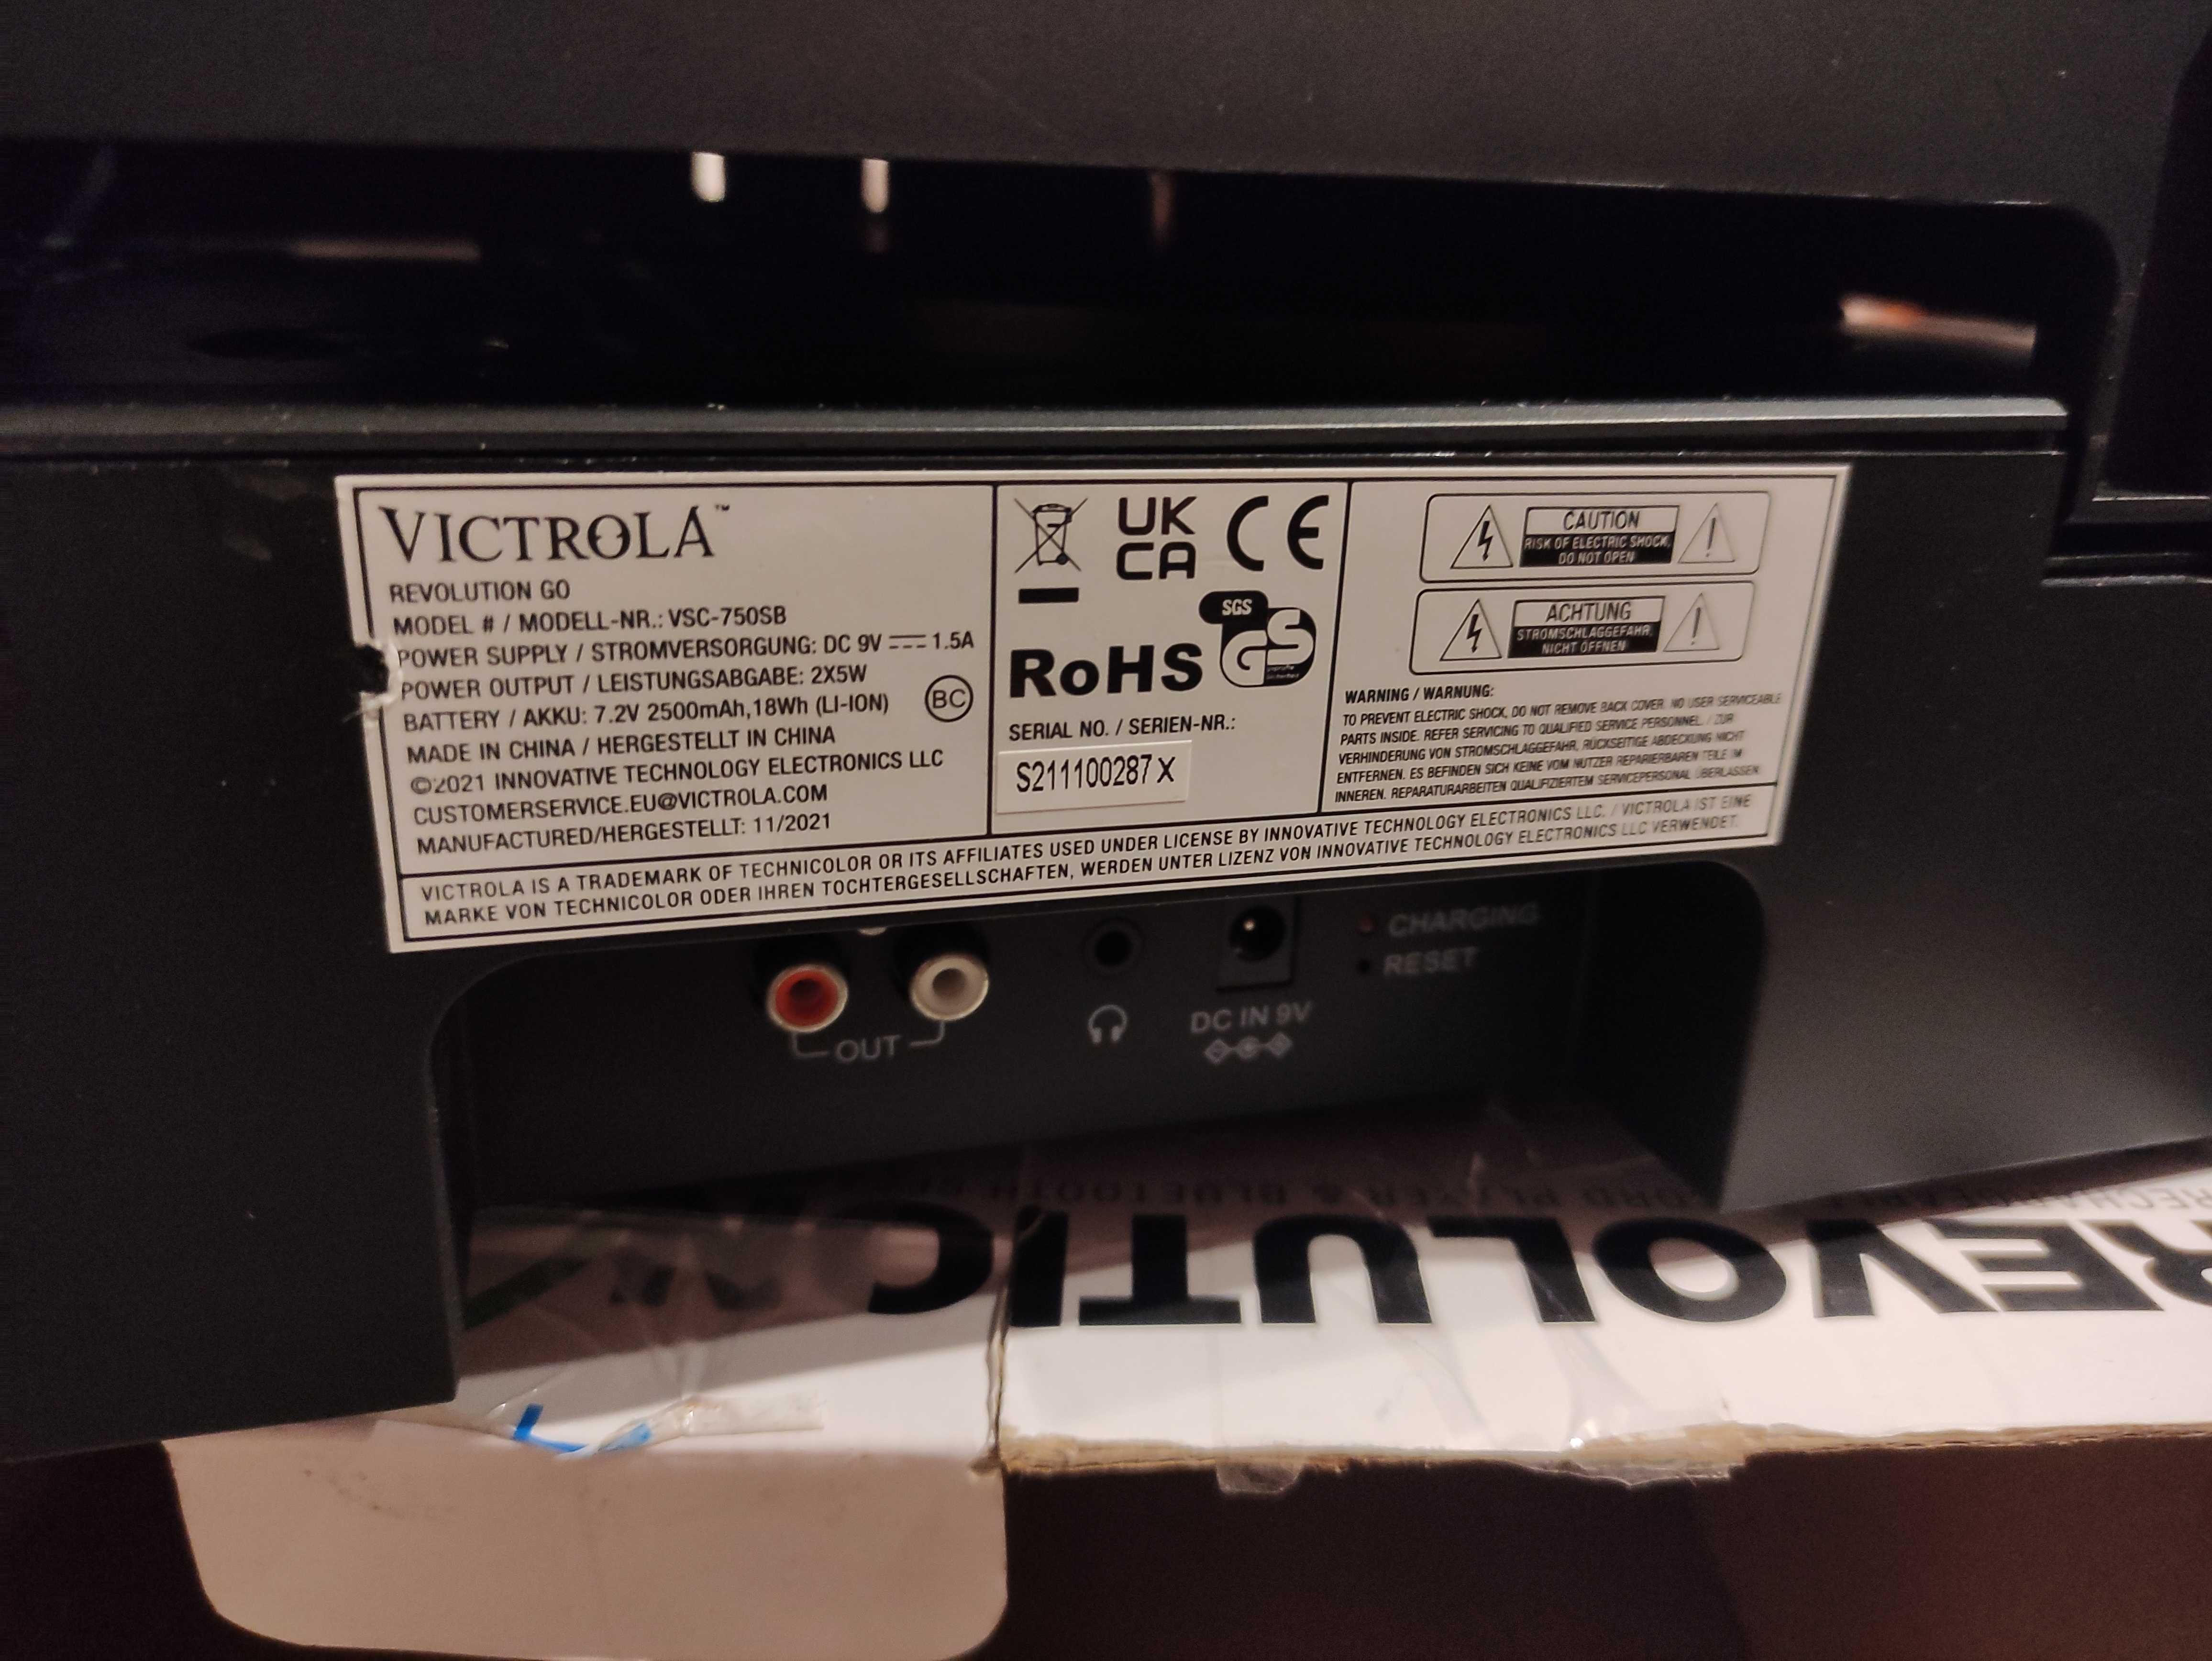 VICTROLA™
REVOLUTION GO
MODEL # / MODELL-NR.: VSC-750SB
POWER SUPPLY / STROMVERSORGUNG: DC 9V ⎓ 1.5A
POWER OUTPUT / LEISTUNGSABGABE: 2X5W
BATTERY / AKKU: 7.2V 2500mAh,18Wh (LI-ION)
BC
MADE IN CHINA / HERGESTELLT IN CHINA
©2021 INNOVATIVE TECHNOLOGY ELECTRONICS LLC
CUSTOMERSERVICE.EU@VICTROLA.COM
MANUFACTURED/HERGESTELLT: 11/2021
UK
CA
CE
RoHS
SGS
GS
SERIAL NO. / SERIEN-NR.:
S211100287X
CAUTION
RISK OF ELECTRIC SHOCK,
DO NOT OPEN
ACHTUNG
STROMSCHLAGGEFAHR,
NICHT ÖFFNEN
WARNING / WARNUNG:
TO PREVENT ELECTRIC SHOCK, DO NOT REMOVE BACK COVER. NO USER SERVICEABLE
PARTS INSIDE. REFER SERVICING TO QUALIFIED SERVICE PERSONNEL. / ZUR
VERHINDERUNG VON STROMSCHLAGGEFAHR, RÜCKSEITIGE ABDECKUNG NICHT
ENTFERNEN. ES BEFINDEN SICH KEINE VOM NUTZER REPARIERBAREN TEILE IM
INNEREN. REPARATURARBEITEN QUALIFIZIERTEM SERVICEPERSONAL ÜBERLASSEN.
VICTROLA IS A TRADEMARK OF TECHNICOLOR OR ITS AFFILIATES USED UNDER LICENSE BY INNOVATIVE TECHNOLOGY ELECTRONICS LLC. / VICTROLA IST EINE
MARKE VON TECHNICOLOR ODER IHREN TOCHTERGESELLSCHAFTEN, WERDEN UNTER LIZENZ VON INNOVATIVE TECHNOLOGY ELECTRONICS LLC VERWENDET.
CHARGING
RESET
DC IN 9V
OUT
RECORD PLAYER & BLUETOOTH
REVOLUTIO